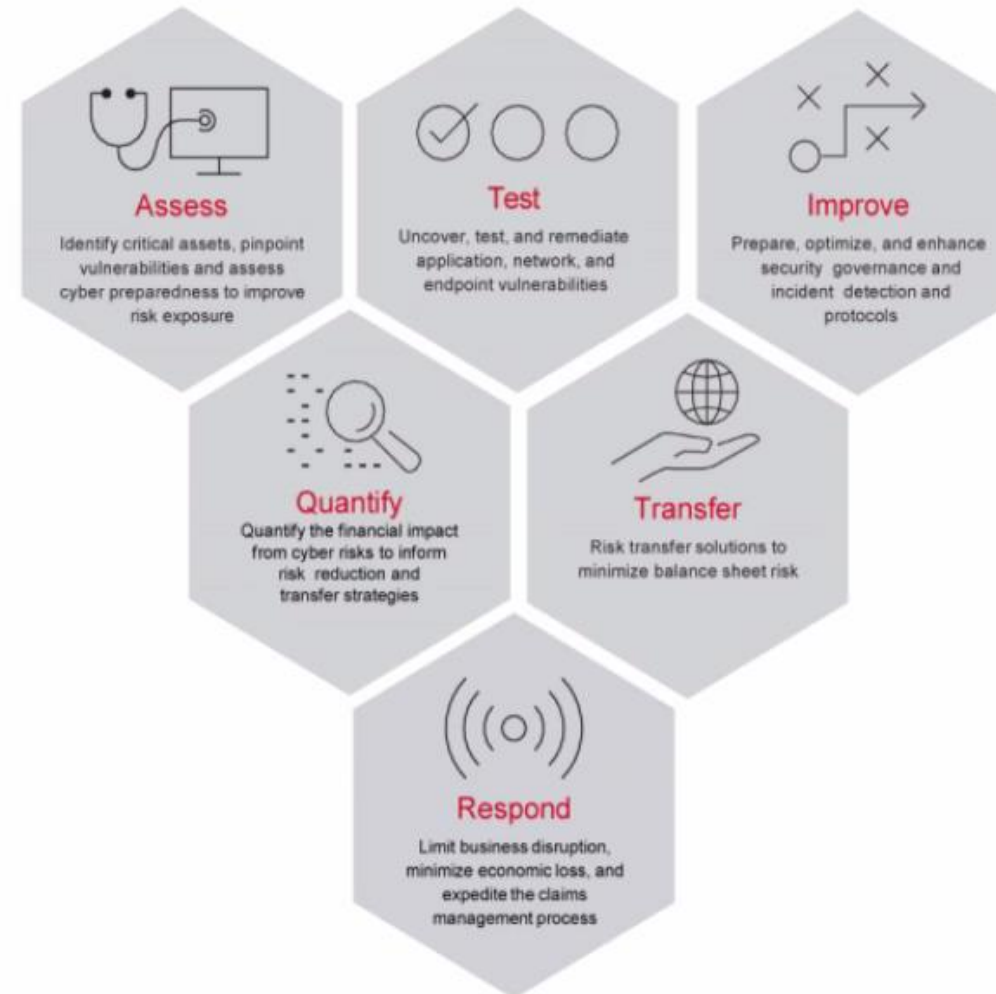 Assess
Identify critical assets, pinpoint
vulnerabilities and assess
cyber preparedness to improve
risk exposure
Test
Uncover, test, and remediate
application, network, and
endpoint vulnerabilities
Improve
Prepare, optimize, and enhance
security governance and
incident detection and
protocols
Quantify
Quantify the financial impact
from cyber risks to inform
risk reduction and
transfer strategies
Transfer
Risk transfer solutions to
minimize balance sheet risk
Respond
Limit business disruption,
minimize economic loss, and
expedite the claims
management process